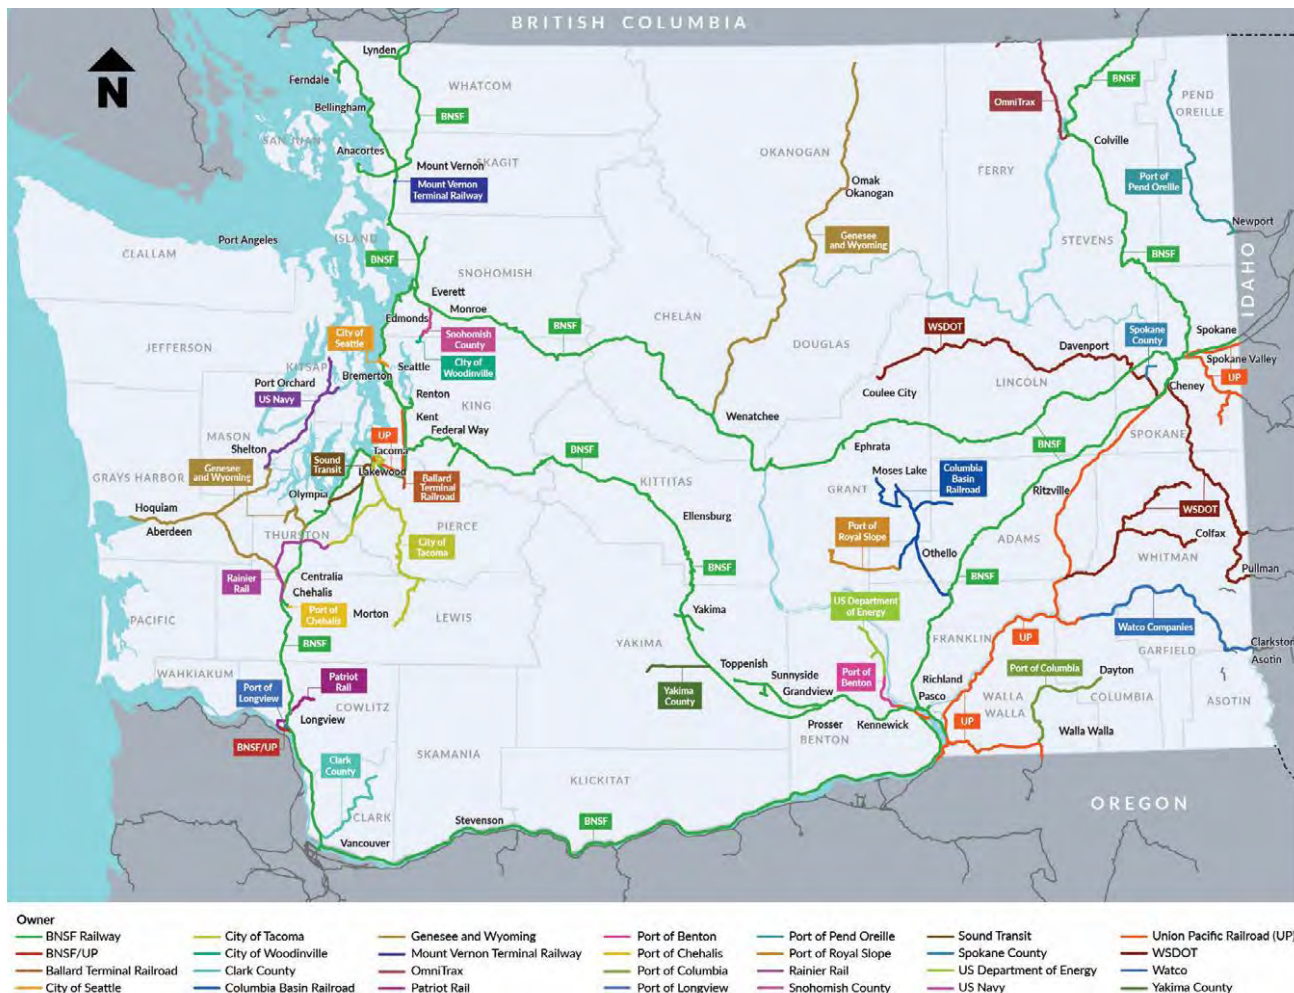 BRITISH COLUMBIA
N
Lynden
Ferndale
WHATCOM
BNSF
OmniTrax
PEND
OREILLE
Bellingham
BNSF
SAN JUAN
Anacortes
Mount Vernon
SKAGIT
OKANOGAN
Colville
FERRY
Mount Vernon
Terminal Railway
Omak
Okanogan
Port of
Pend Oreille
Newport
Port Angeles
ISLAND
CLALLAM
Genesee
and Wyoming
STEVENS
BNSF
BNSF
SNOHOMISH
IDAHO
Everett
Monroe
Edmonds
CHELAN
BNSF
WSDOT
Spokane
County
Spokane
City of
Seattle
Snohomish
County
JEFFERSON
DOUGLAS
Davenport
Spokane Valley
KITSAP
Seattle
City of
Woodinville
Bremerton
UP
Port Orchard
US Navy
LINCOLN
Cheney
Coulee City
Renton
KING
Kent
Wenatchee
Federal Way
UP
MASON
Shelton
Tacoma
BNSF
Ephrata
BNSF
SPOKANE
Sound
Transit
Lakewood
Genesee
and Wyoming
GRAYS HARBOR
Ballard
Terminal
Railroad
KITTITAS
Moses Lake
Columbia
Basin
Railroad
GRANT
Ritzville
Olympia
Hoquiam
WSDOT
Aberdeen
Ellensburg
Port of
Royal Slope
THURSTON
PIERCE
City of
Tacoma
ADAMS
Colfax
Othello
WHITMAN
BNSF
Rainier
Rail
Centralia
Chehalis
BNSF
Pullman
US Department
of Energy
Port of
Chehalis
Morton
LEWIS
Yakima
PACIFIC
Watco Companies
BNSF
YAKIMA
FRANKLIN
UP
GARFIELD
Clarkston
Asotin
WAHKIAKUM
Patriot
Rail
Toppenish
Sunnyside
Grandview
Port of
Benton
Richland
Pasco
Port of Columbia
Dayton
Port of
Longview
Yakima
County
WALLA
WALLA
COLUMBIA
ASOTIN
COWLITZ
Longview
Prosser
Kennewick
UP
Walla Walla
BENTON
BNSF/UP
SKAMANIA
Clark
County
KLICKITAT
OREGON
Stevenson
BNSF
CLARK
Vancouver
Owner
BNSF Railway
BNSF/UP
Ballard Terminal Railroad
City of Seattle
City of Tacoma
City of Woodinville
Clark County
Columbia Basin Railroad
Genesee and Wyoming
Mount Vernon Terminal Railway
OmniTrax
Patriot Rail
Port of Benton
Port of Chehalis
Port of Columbia
Port of Longview
Port of Pend Oreille
Port of Royal Slope
Rainier Rail
Snohomish County
Sound Transit
Spokane County
US Department of Energy
US Navy
Union Pacific Railroad (UP)
WSDOT
Watco
Yakima County